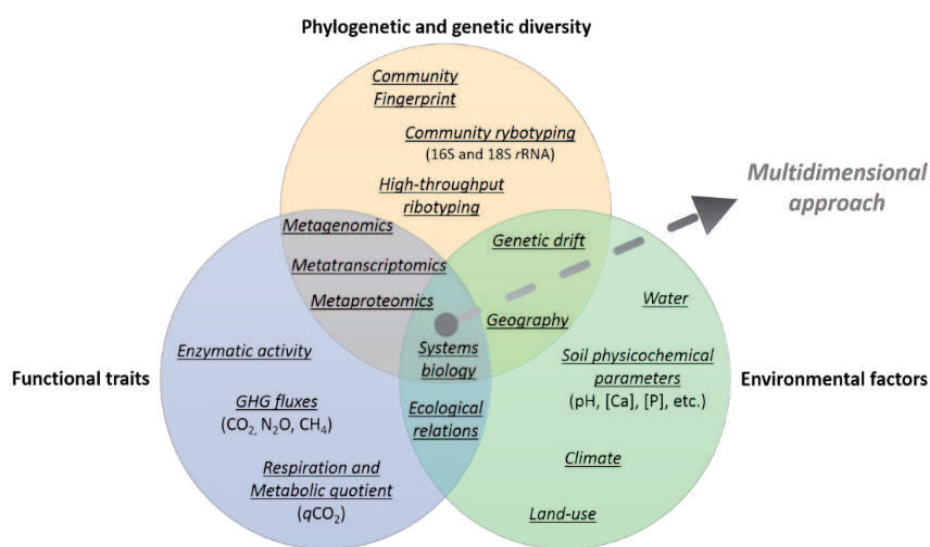 Phylogenetic and genetic diversity
Community
Fingerprint
Community rybotyping
(16S and 18S rRNA)
High-throughput
ribotyping
Metagenomics
Metatranscriptomics
Metaproteomics
Genetic drift
Geography
Multidimensional
approach
Water
Functional traits
Enzymatic activity
GHG fluxes
(CO₂, N₂O, CH₄)
Respiration and
Metabolic quotient
(qCO₂)
Systems
biology
Ecological
relations
Soil physicochemical
parameters
(pH, [Ca], [P], etc.)
Climate
Land-use
Environmental factors